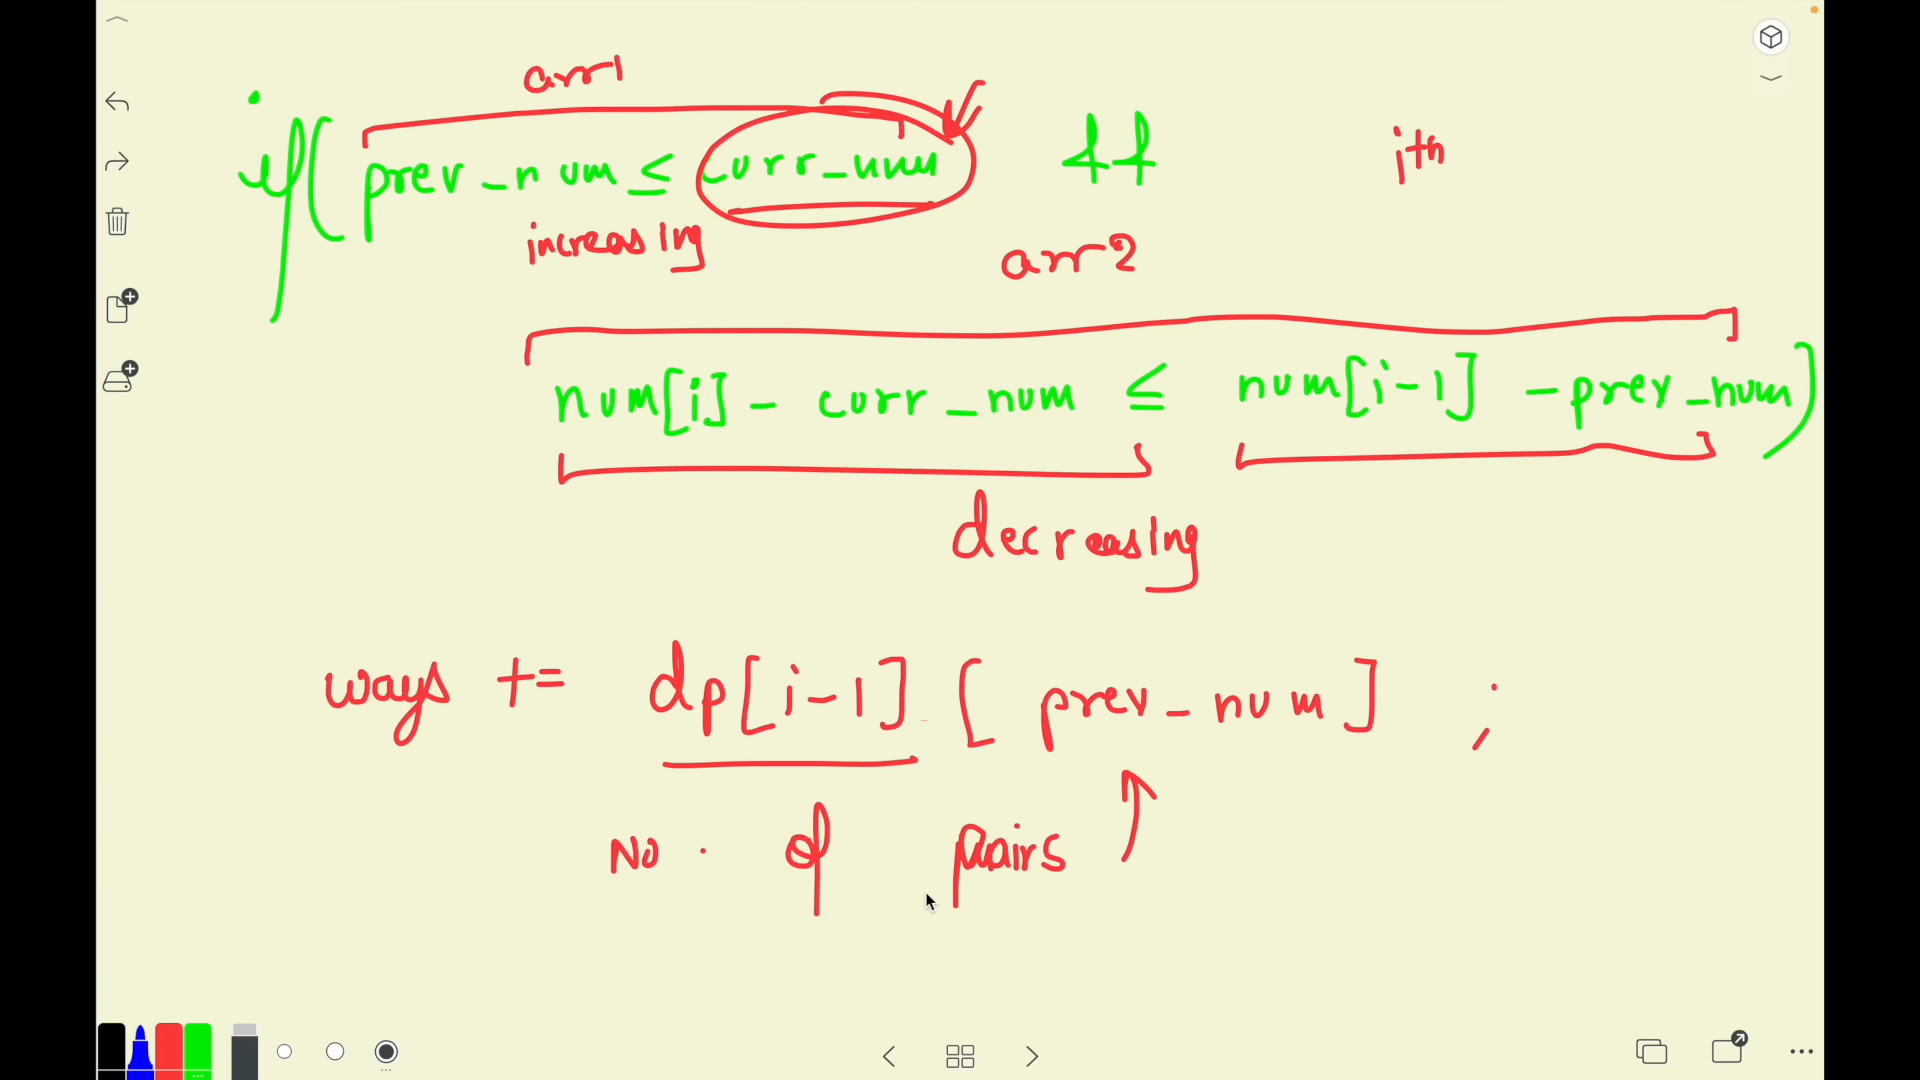 arr1
if( prev_num ≤ curr_num && ith
increasing arr2
num[i] - curr_num ≤ num[i-1] - prev_num)
decreasing
ways += dp[i-1] [ prev_num ] ;
No. of pairs